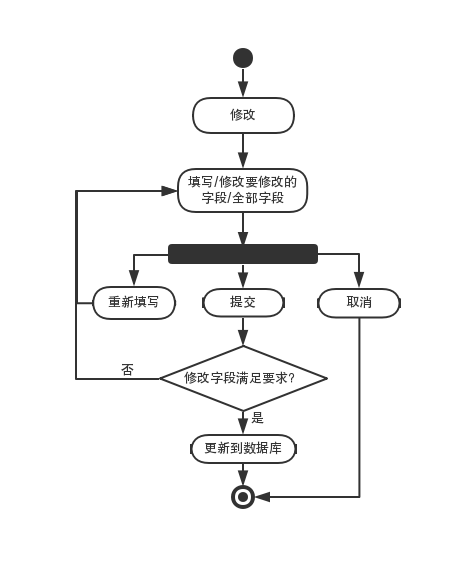 修改
填写/修改要修改的
字段/全部字段
重新填写
提交
取消
否
修改字段满足要求?
是
更新到数据库